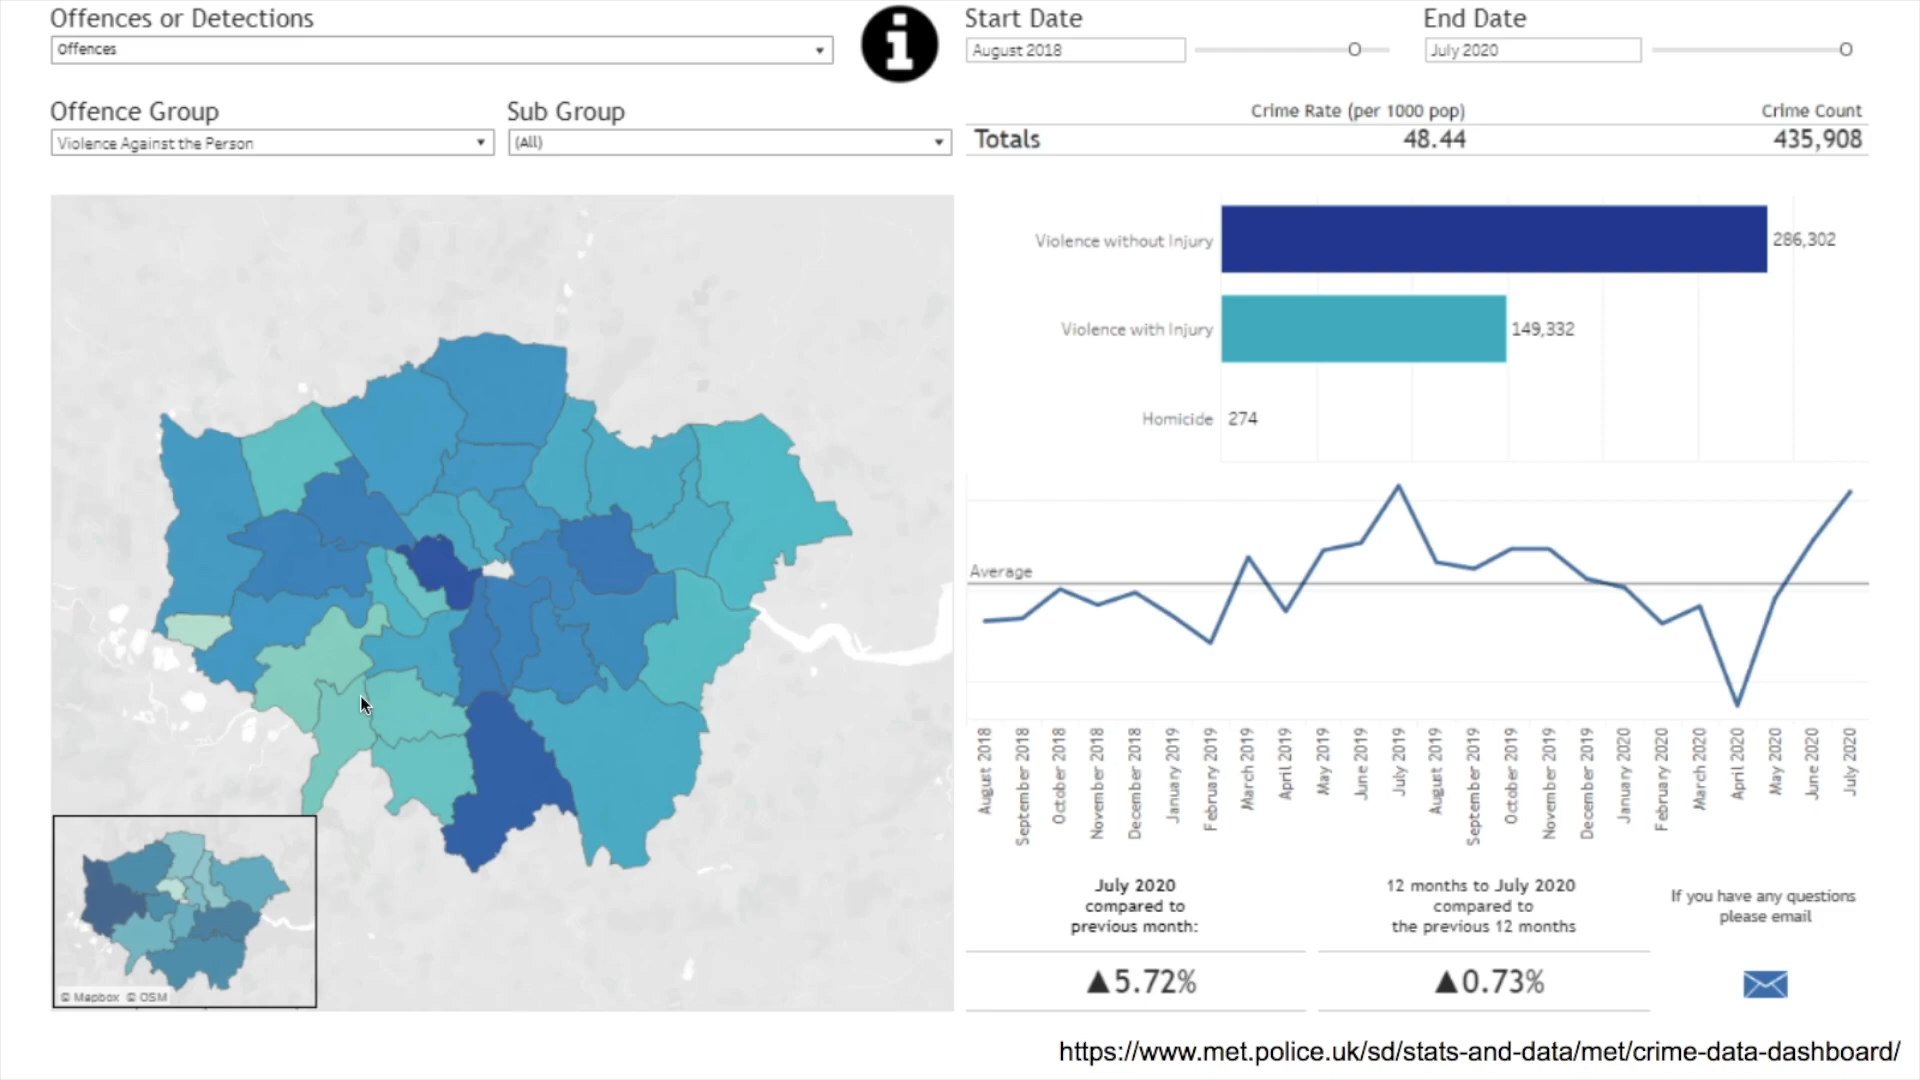 Offences or Detections
Offences
i
Start Date
August 2018
End Date
July 2020
Offence Group
Violence Against the Person
Sub Group
(All)
Crime Rate (per 1000 pop)
Crime Count
Totals
48.44
435,908
Violence without Injury
286,302
Violence with Injury
149,332
Homicide
274
Average
August 2018
September 2018
October 2018
November 2018
December 2018
January 2019
February 2019
March 2019
April 2019
May 2019
June 2019
July 2019
August 2019
September 2019
October 2019
November 2019
December 2019
January 2020
February 2020
March 2020
April 2020
May 2020
June 2020
July 2020
July 2020
compared to
previous month:
▲5.72%
12 months to July 2020
compared to
the previous 12 months
▲0.73%
If you have any questions
please email
© Mapbox © OSM
https://www.met.police.uk/sd/stats-and-data/met/crime-data-dashboard/